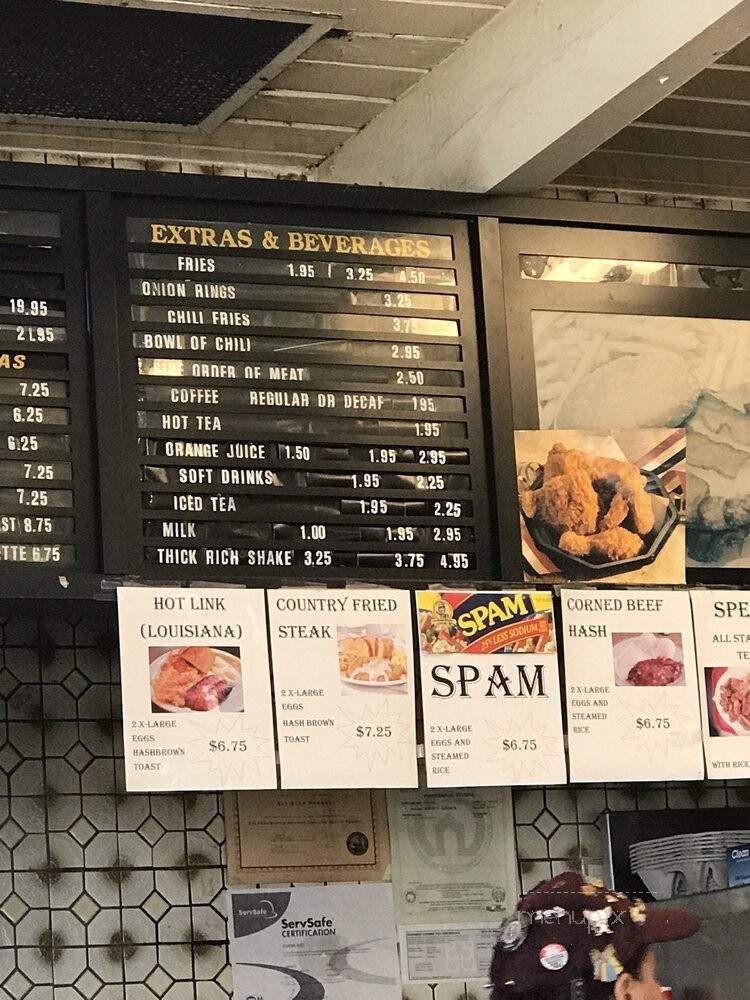 19.95
21.95
AS
7.25
6.25
6.25
7.25
7.25
ST 8.75
TTE 6.75
EXTRAS & BEVERAGES
FRIES 1.95 3.25 4.50
ONION RINGS 3.25
CHILI FRIES 3.75
BOWL OF CHILI 2.95
ORDER OF MEAT 2.50
COFFEE REGULAR OR DECAF 195
HOT TEA 1.95
ORANGE JUICE 1.50 1.95 2.95
SOFT DRINKS 1.95 2.25
ICED TEA 1.95 2.25
MILK 1.00 1.95 2.95
THICK RICH SHAKE 3.25 3.75 4.95
HOT LINK
(LOUISIANA)
2 X-LARGE
EGGS
HASHBROWN
TOAST
$6.75
COUNTRY FRIED
STEAK
2 X-LARGE
EGGS
HASH BROWN
TOAST
$7.25
SPAM
25% LESS SODIUM
SPAM
2 X-LARGE
EGGS AND
STEAMED
RICE
$6.75
CORNED BEEF
HASH
2 X-LARGE
EGGS AND
STEAMED
RICE
$6.75
SPE
ALL STA
TE
WITH RICE
ServSafe
ServSafe
CERTIFICATION
Clean
menupix